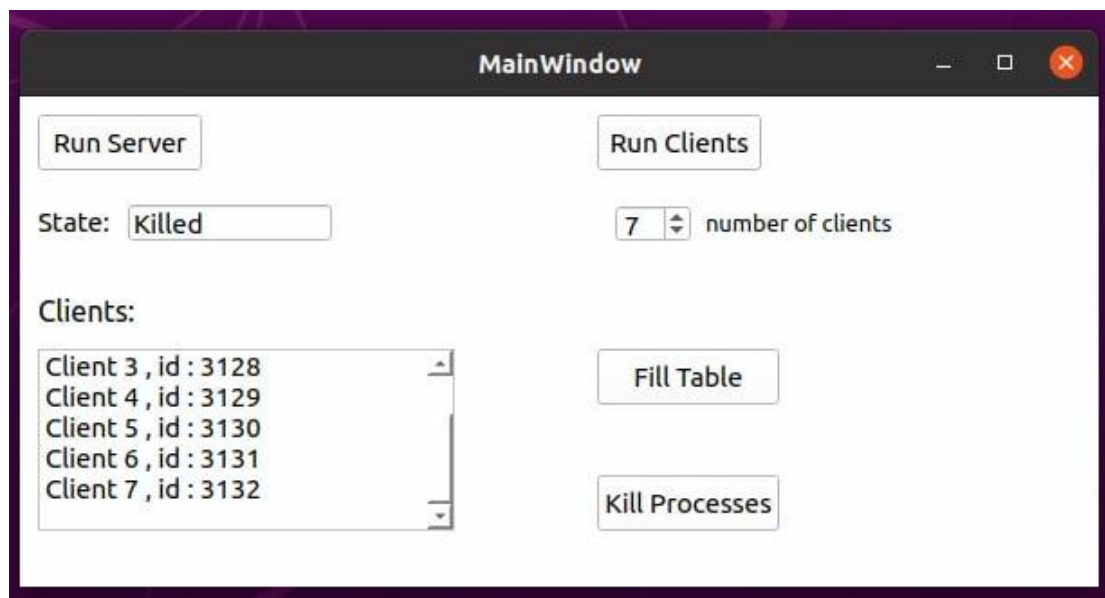 MainWindow
Run Server
Run Clients
State: Killed
7 number of clients
Clients:
Client 3 , id : 3128
Client 4 , id : 3129
Client 5 , id : 3130
Client 6 , id : 3131
Client 7 , id : 3132
Fill Table
Kill Processes